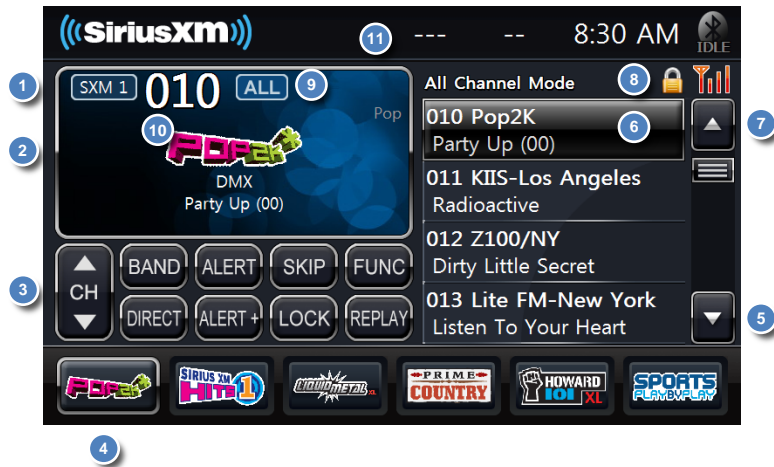 ((SiriusXM))
11
--- -- 8:30 AM
IDLE
1
SXM 1 010 ALL
9
Pop
10
POP2K
DMX
Party Up (00)
2
All Channel Mode
8
010 Pop2K
Party Up (00)
6
7
011 KIIS-Los Angeles
Radioactive
012 Z100/NY
Dirty Little Secret
013 Lite FM-New York
Listen To Your Heart
5
3
CH
BAND ALERT SKIP FUNC
DIRECT ALERT + LOCK REPLAY
POP2K
SIRIUS XM HITS 1
LIQUID METAL XL
PRIME COUNTRY
HOWARD 101 XL
SPORTS PLAY BY PLAY
4